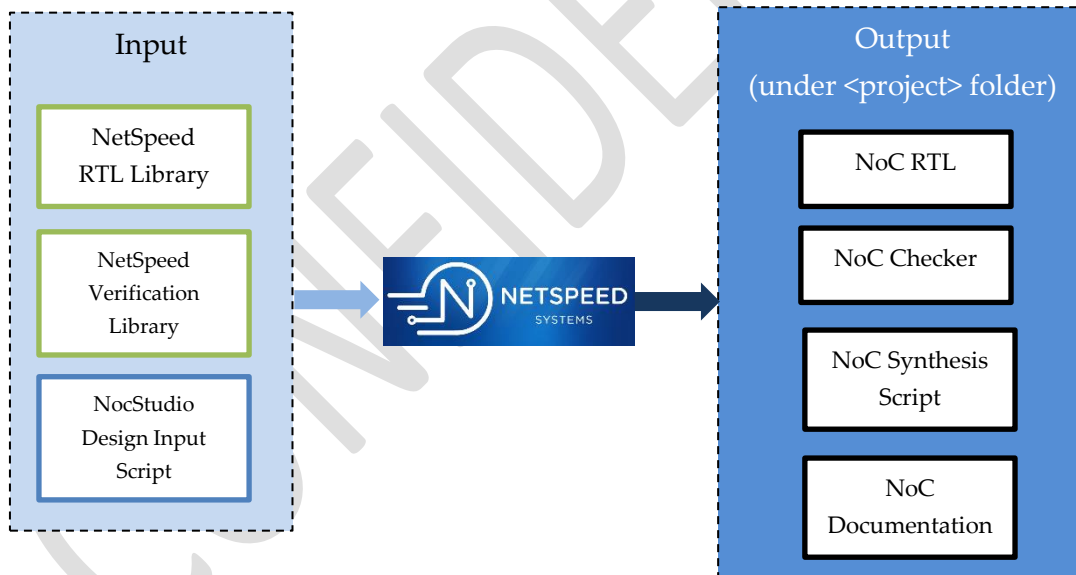 Input
NetSpeed
RTL Library
NetSpeed
Verification
Library
NocStudio
Design Input
Script
NETSPEED
SYSTEMS
Output
(under <project> folder)
NoC RTL
NoC Checker
NoC Synthesis
Script
NoC
Documentation